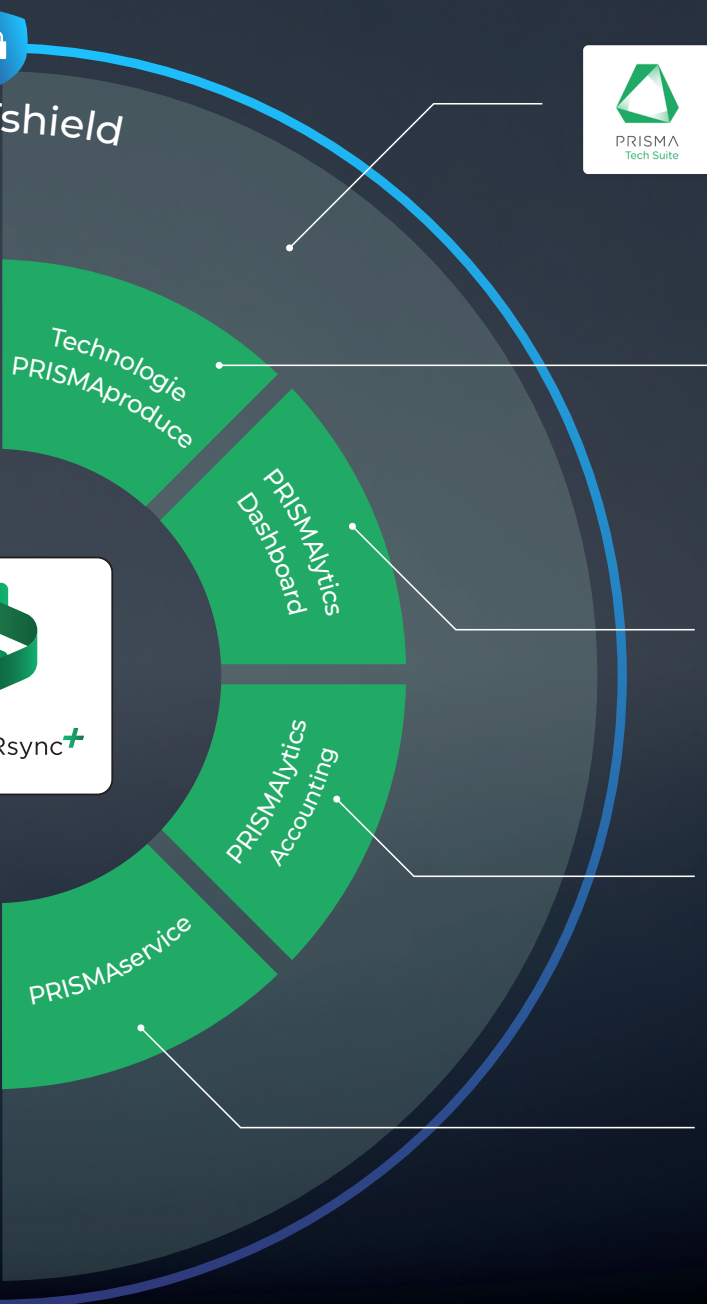 shield
PRISMA
Tech Suite
Technologie
PRISMAproduce
PRISMAlytics
Dashboard
Rsync+
PRISMAlytics
Accounting
PRISMAservice